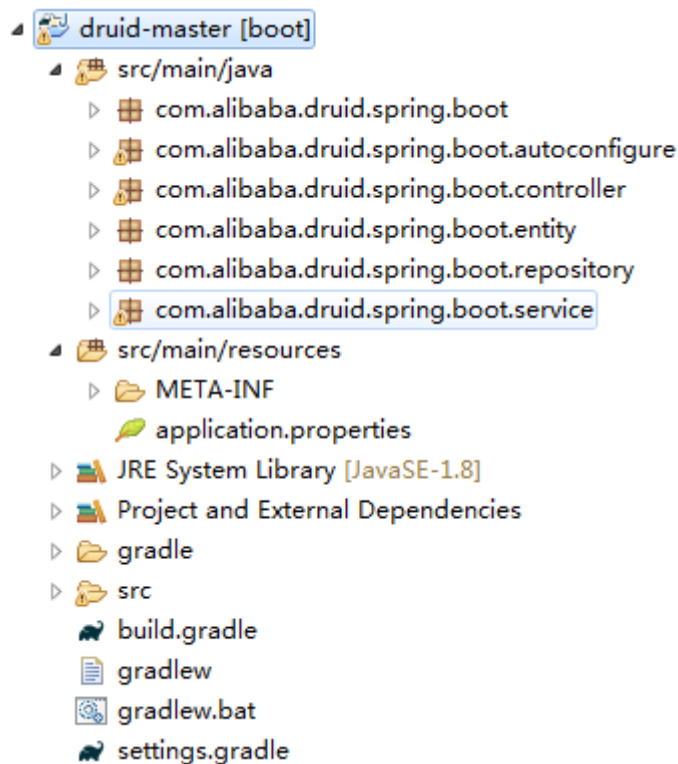 druid-master [boot]
src/main/java
com.alibaba.druid.spring.boot
com.alibaba.druid.spring.boot.autoconfigure
com.alibaba.druid.spring.boot.controller
com.alibaba.druid.spring.boot.entity
com.alibaba.druid.spring.boot.repository
com.alibaba.druid.spring.boot.service
src/main/resources
META-INF
application.properties
JRE System Library [JavaSE-1.8]
Project and External Dependencies
gradle
src
build.gradle
gradlew
gradlew.bat
settings.gradle